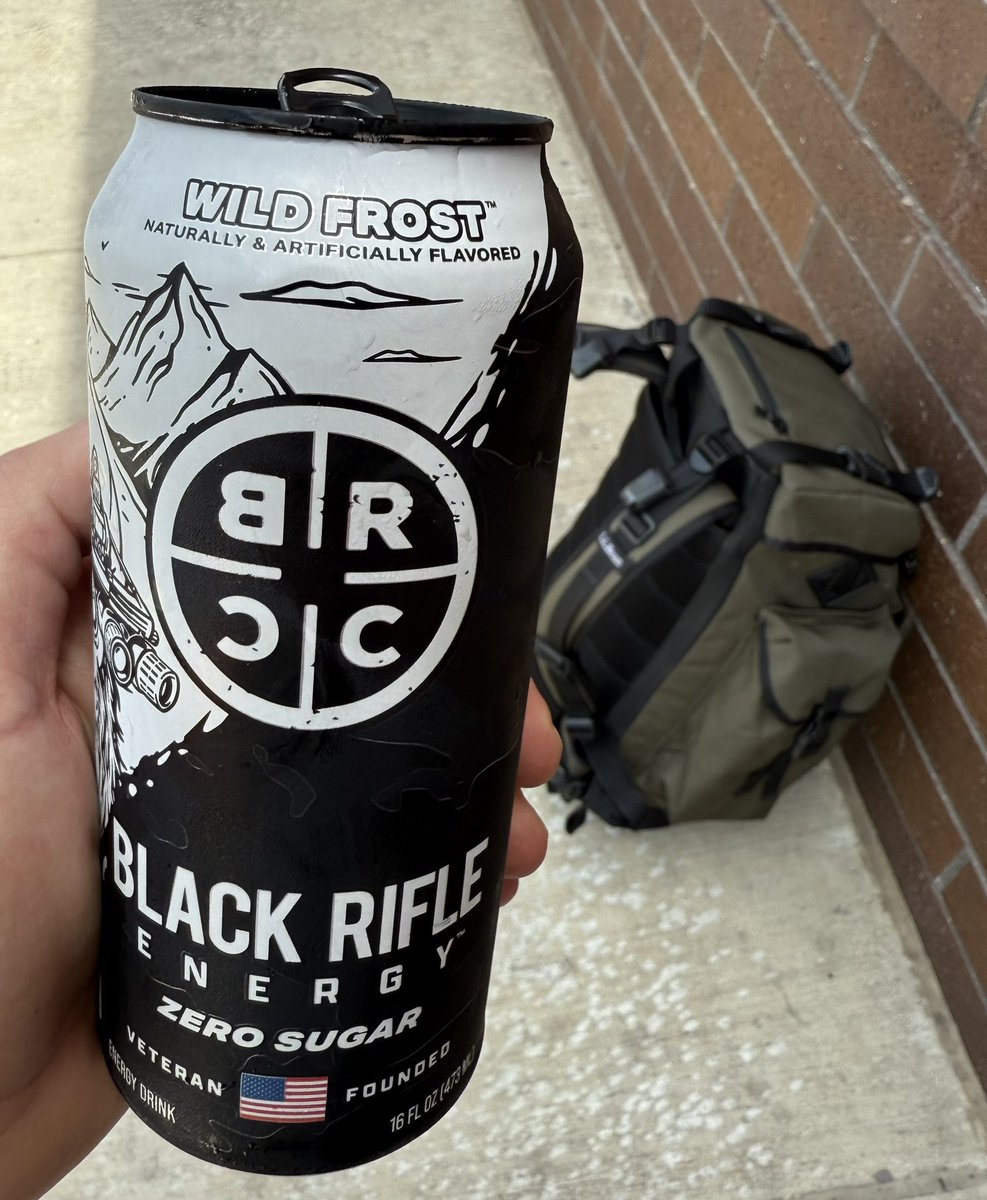 WILD FROST™
NATURALLY & ARTIFICIALLY FLAVORED
B R
C C
BLACK RIFLE
ENERGY™
ZERO SUGAR
VETERAN FOUNDED
ENERGY DRINK
16 FL OZ (473 mL)